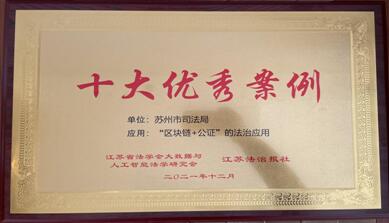 十大优秀案例
单位：苏州市司法局
应用：“区块链+公证”的法治应用
江苏省法学会大数据与
人工智能法学研究会
江苏法治报社
二〇二一年十二月